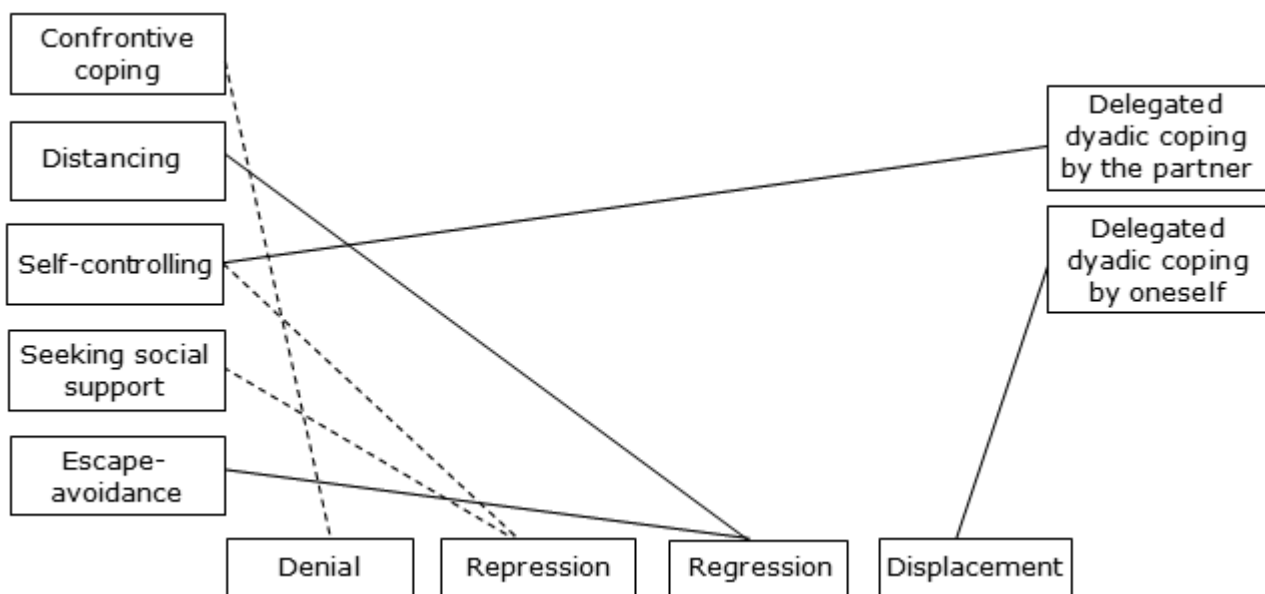 Confrontive
coping
Distancing
Self-controlling
Seeking social
support
Escape-
avoidance
Delegated
dyadic coping
by the partner
Delegated
dyadic coping
by oneself
Denial
Repression
Regression
Displacement